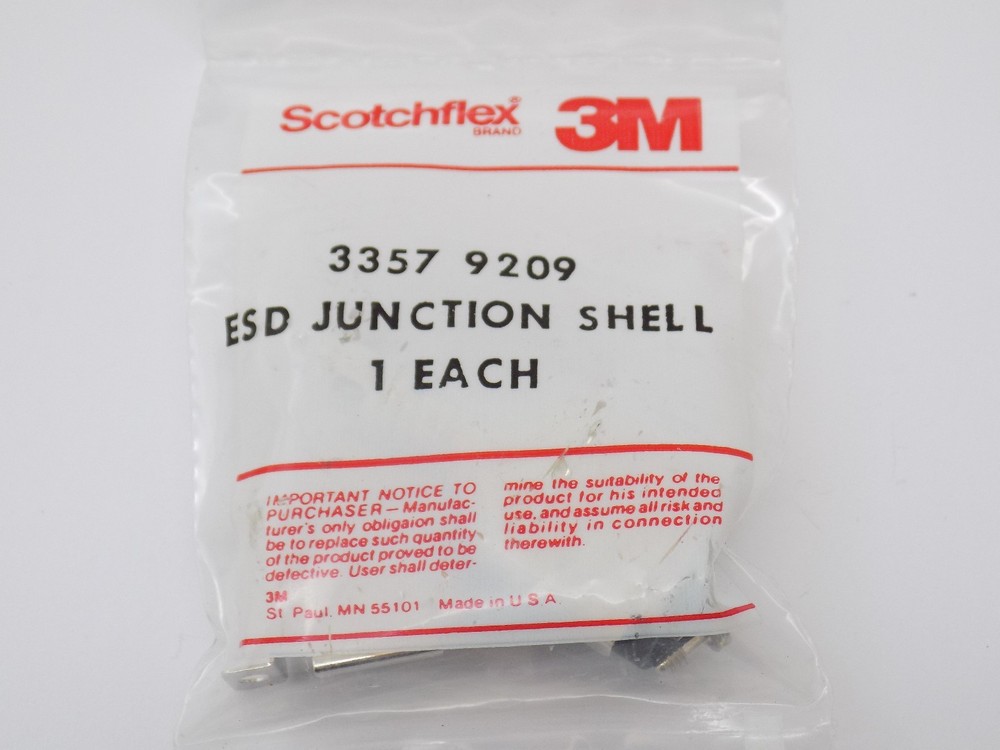 Scotchflex® 3M
BRAND
3357 9209
ESD JUNCTION SHELL
1 EACH
IMPORTANT NOTICE TO
PURCHASER — Manufac-
turer's only obligaion shall
be to replace such quantity
of the product proved to be
defective. User shall deter-
mine the suitability of the
product for his intended
use, and assume all risk and
liability in connection
therewith.
3M
St. Paul, MN 55101 Made in U S A